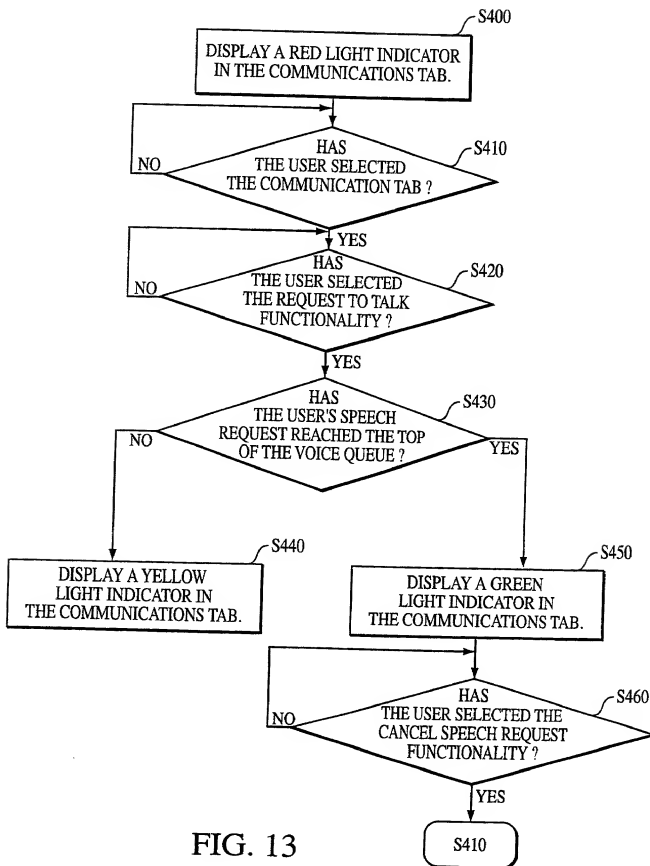 S400
DISPLAY A RED LIGHT INDICATOR
IN THE COMMUNICATIONS TAB.
S410
HAS
THE USER SELECTED
THE COMMUNICATION TAB ?
NO
YES
S420
HAS
THE USER SELECTED
THE REQUEST TO TALK
FUNCTIONALITY ?
NO
YES
S430
HAS
THE USER'S SPEECH
REQUEST REACHED THE TOP
OF THE VOICE QUEUE ?
NO
YES
S440
DISPLAY A YELLOW
LIGHT INDICATOR IN
THE COMMUNICATIONS TAB.
S450
DISPLAY A GREEN
LIGHT INDICATOR IN
THE COMMUNICATIONS TAB.
S460
HAS
THE USER SELECTED THE
CANCEL SPEECH REQUEST
FUNCTIONALITY ?
NO
YES
S410
FIG. 13